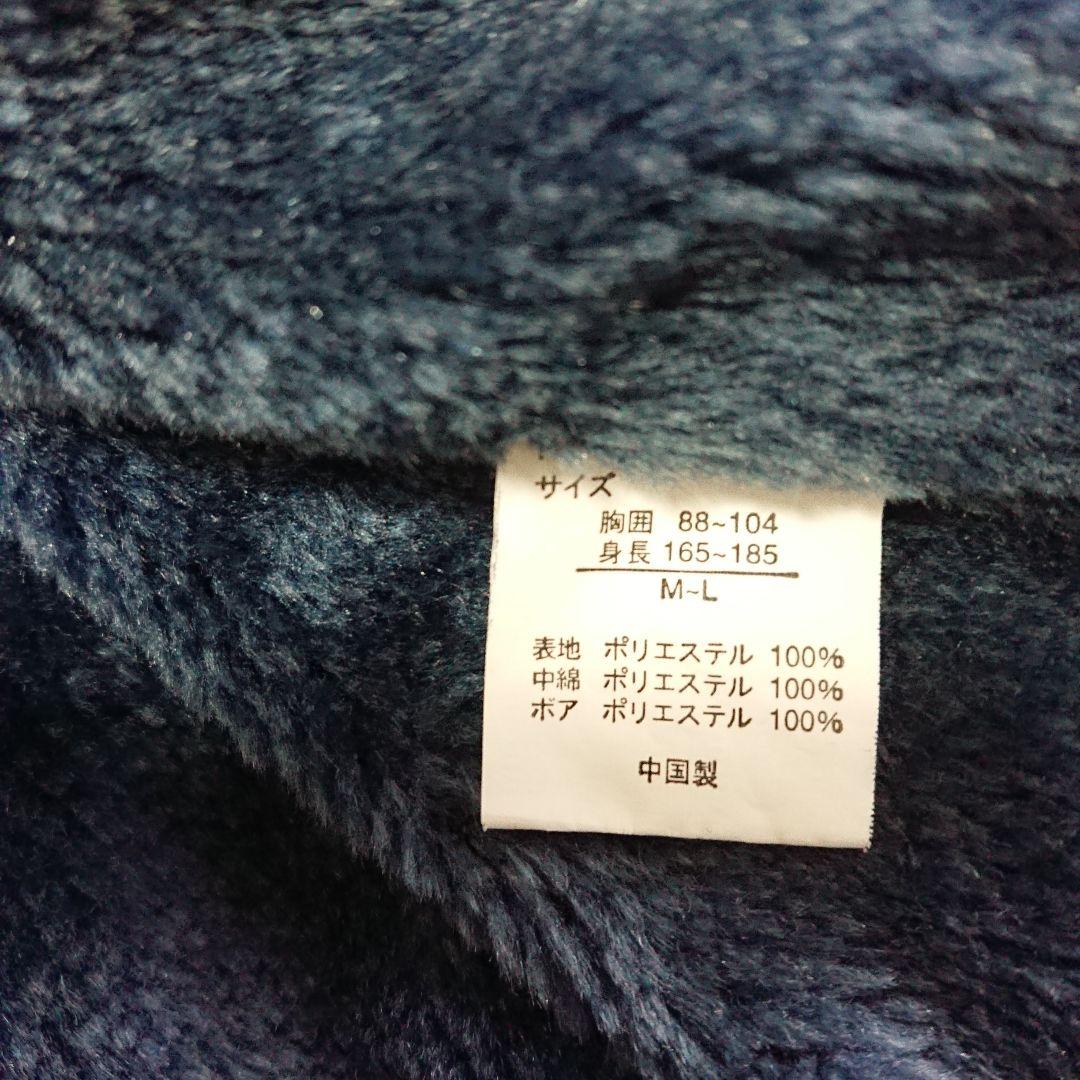 サイズ
胸囲 88~104
身長 165~185
M~L
表地 ポリエステル 100%
中綿 ポリエステル 100%
ボア ポリエステル 100%
中国製